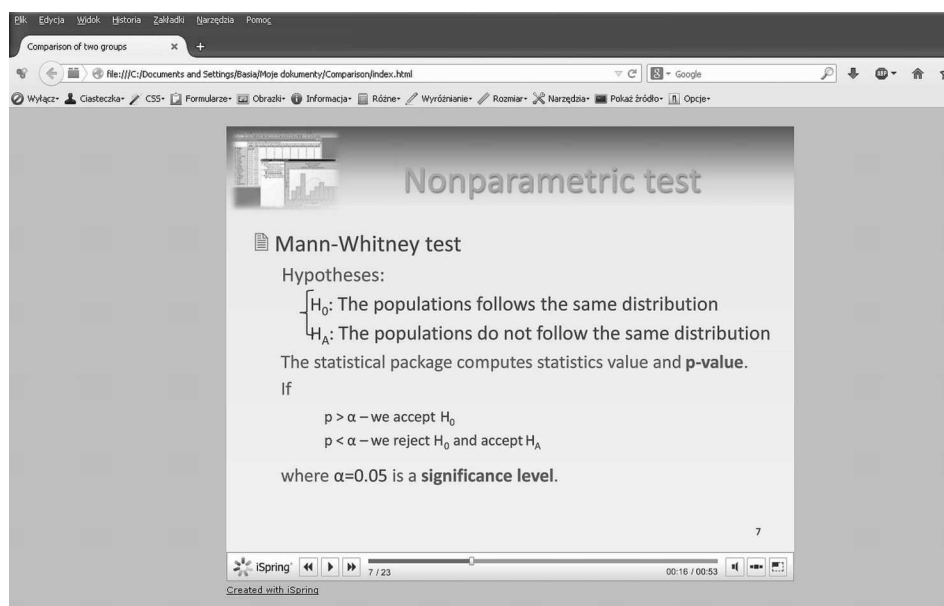 Plik Edycja Widok Historia Zakładki Narzędzia Pomoc
Comparison of two groups × +
file:///C:/Documents and Settings/Basia/Moje dokumenty/Comparison/index.html Google
Wyłącz Ciasteczka CSS Formularze Obrazki Informacja Różne Wyróżnianie Rozmiar Narzędzia Pokaż źródło Opcje
Nonparametric test
Mann-Whitney test
Hypotheses:
H₀: The populations follows the same distribution
H_A: The populations do not follow the same distribution
The statistical package computes statistics value and p-value.
If
p > α – we accept H₀
p < α – we reject H₀ and accept H_A
where α=0.05 is a significance level.
7
iSpring 7 / 23 00:16 / 00:53
Created with iSpring